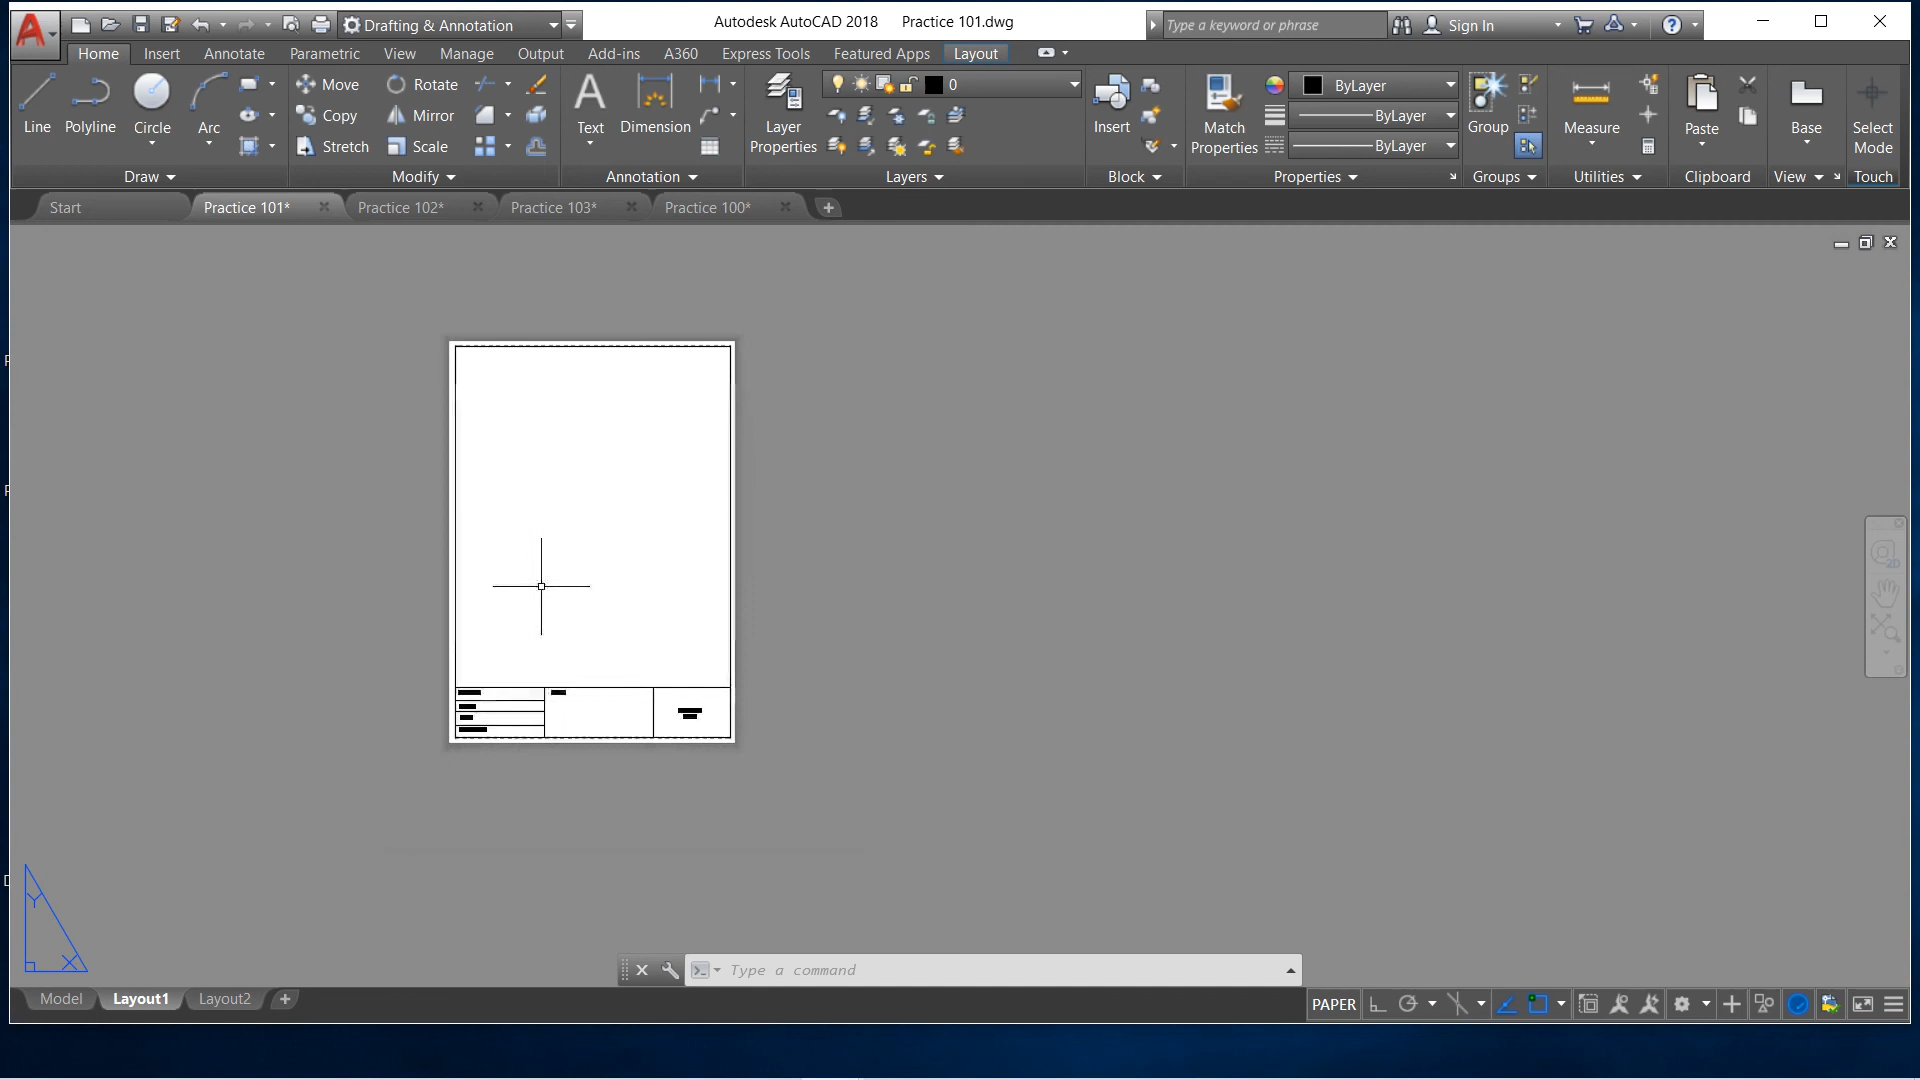 Drafting & Annotation
Autodesk AutoCAD 2018 Practice 101.dwg
Type a keyword or phrase
Sign In
Home Insert Annotate Parametric View Manage Output Add-ins A360 Express Tools Featured Apps Layout
Line Polyline Circle Arc
Move Rotate
Copy Mirror
Stretch Scale
Text Dimension
Layer
Properties
0
Insert
Match
Properties
ByLayer
ByLayer
ByLayer
Group
Measure
Paste
Base
Select
Mode
Draw Modify Annotation Layers Block Properties Groups Utilities Clipboard View Touch
Start Practice 101* Practice 102* Practice 103* Practice 100*
2D
Y
X
Type a command
Model Layout1 Layout2
PAPER